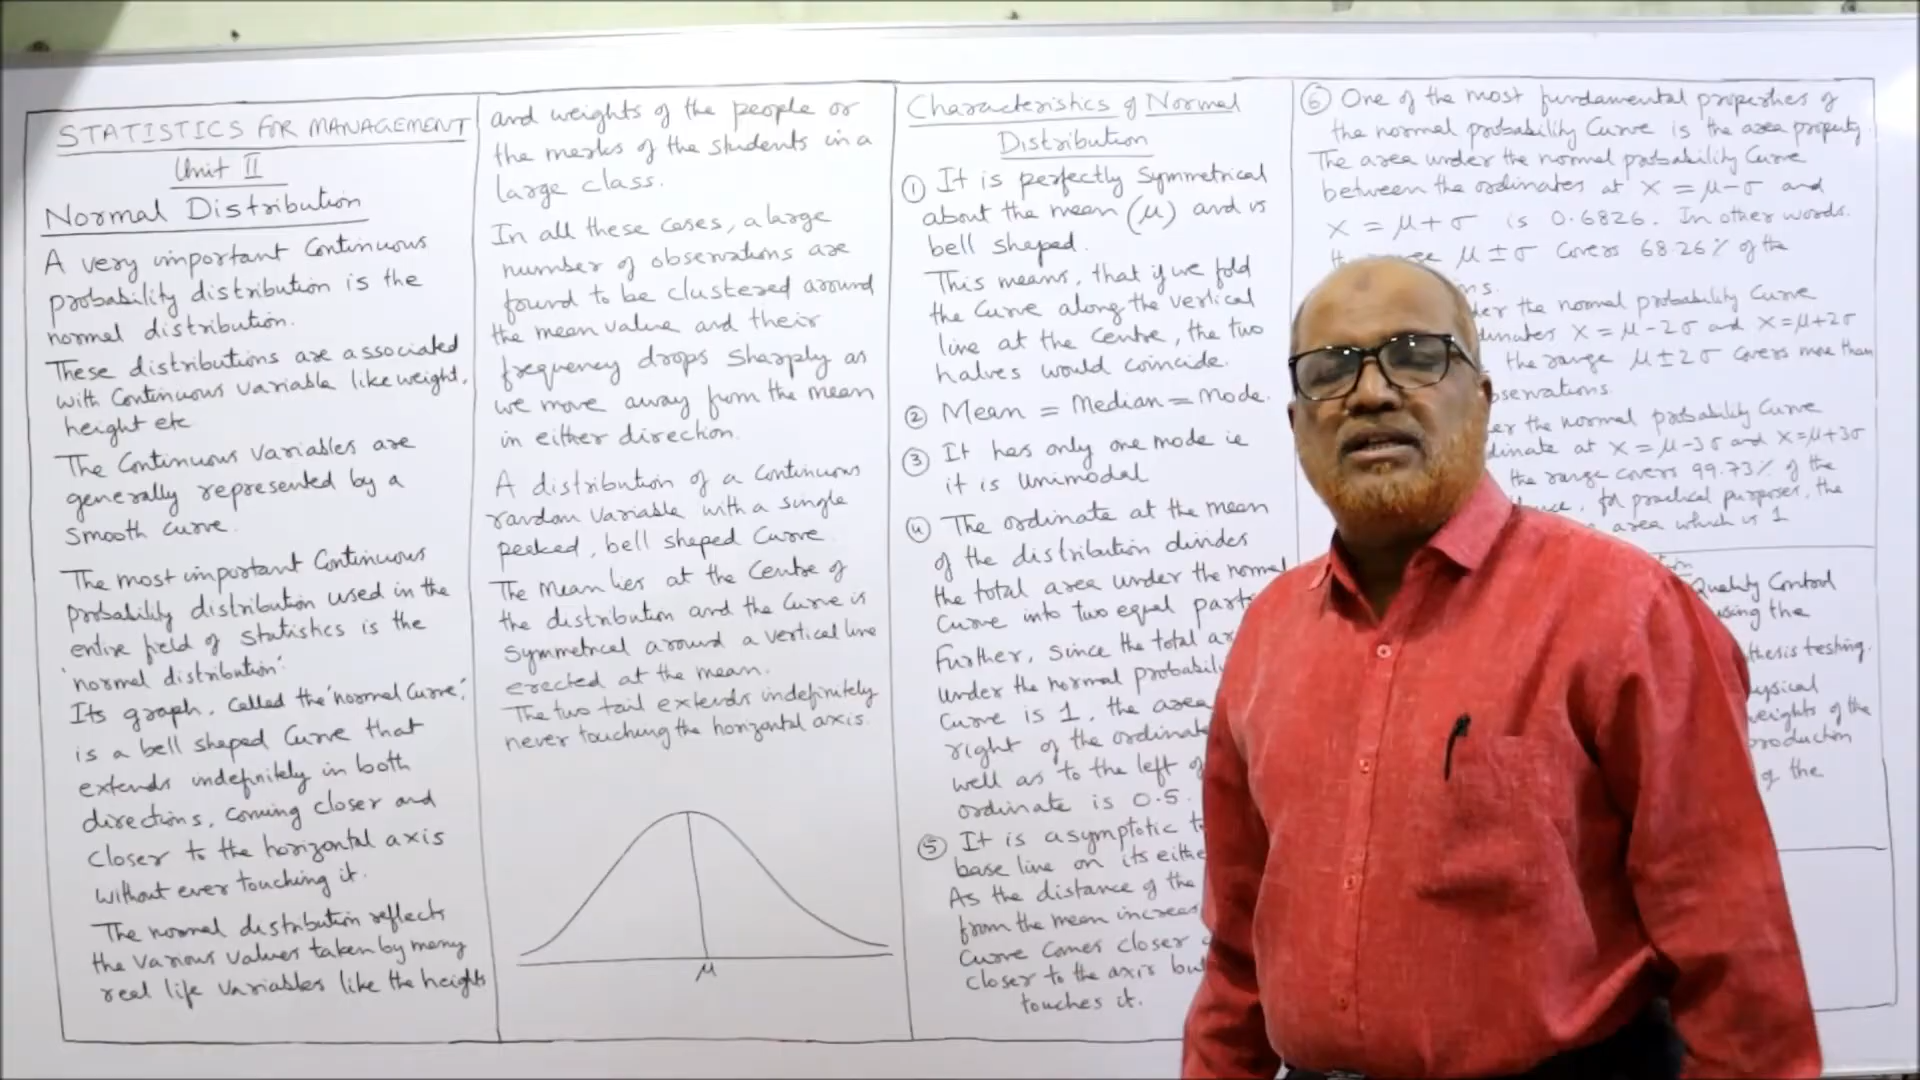 STATISTICS FOR MANAGEMENT
Unit II
Normal Distribution
A very important Continuous
probability distribution is the
normal distribution.
These distributions are associated
with Continuous variable like weight,
height etc
The Continuous variables are
generally represented by a
smooth curve.
The most important Continuous
probability distribution used in the
entire field of statistics is the
'normal distribution'.
Its graph, called the 'normal curve',
is a bell shaped Curve that
extends indefinitely in both
directions, coming closer and
closer to the horizontal axis
without ever touching it.
The normal distribution reflects
the various values taken by many
real life variables like the heights
and weights of the people or
the marks of the students in a
large class.
In all these cases, a large
number of observations are
found to be clustered around
the mean value and their
frequency drops sharply as
we move away from the mean
in either direction.
A distribution of a Continuous
random variable with a single
peaked, bell shaped Curve.
The Mean lies at the Centre of
the distribution and the Curve is
symmetrical around a vertical line
erected at the mean.
The two tail extends indefinitely
never touching the horizontal axis.
μ
Characteristics of Normal
Distribution
① It is perfectly Symmetrical
about the mean (μ) and is
bell shaped.
This means, that if we fold
the Curve along the vertical
line at the Centre, the two
halves would coincide.
② Mean = Median = Mode.
③ It has only one mode ie
it is Unimodal
④ The ordinate at the mean
of the distribution divides
the total area under the normal
Curve into two equal parts
Further, since the total
under the normal
Curve is 1, the area
right of the ordinate
well as to the left of
ordinate is 0.5.
⑤ It is asymptotic
base line on its
As the distance of the
from the mean
Curve comes closer
closer to the axis but
touches it.
⑥ One of the most fundamental properties of
the normal probability Curve is the area property
The area under the normal probability Curve
between the ordinates at X = μ-σ and
X = μ+σ is 0.6826. In other words.
μ±σ Covers 68.26% of the
the normal probability Curve
X = μ-2σ and X=μ+2σ
the range μ±2σ Covers more than
the normal probability Curve
at X = μ-3σ and X=μ+3σ
the range covers 99.73% of the
for practical purposes, the
area which is 1
Quality Control
using the
testing.
weights of the
production
of the